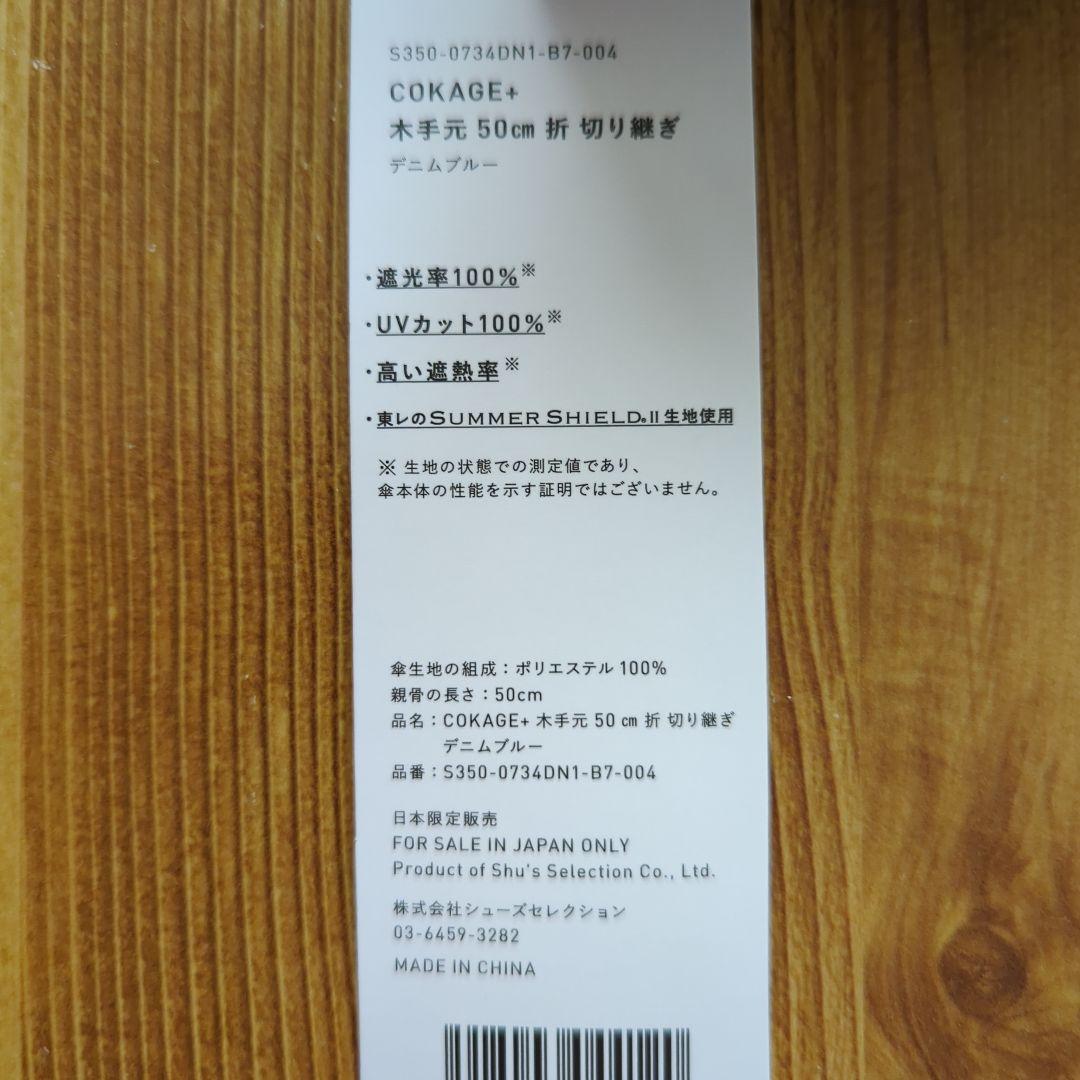 S350-0734DN1-B7-004
COKAGE+
木手元 50㎝ 折 切り継ぎ
デニムブルー
・遮光率100%※
・UVカット100%※
・高い遮熱率※
・東レのSUMMER SHIELD®II生地使用
※ 生地の状態での測定値であり、
傘本体の性能を示す証明ではございません。
傘生地の組成：ポリエステル 100%
親骨の長さ：50cm
品名：COKAGE+ 木手元 50 ㎝ 折 切り継ぎ
デニムブルー
品番：S350-0734DN1-B7-004
日本限定販売
FOR SALE IN JAPAN ONLY
Product of Shu's Selection Co., Ltd.
株式会社シューズセレクション
03-6459-3282
MADE IN CHINA